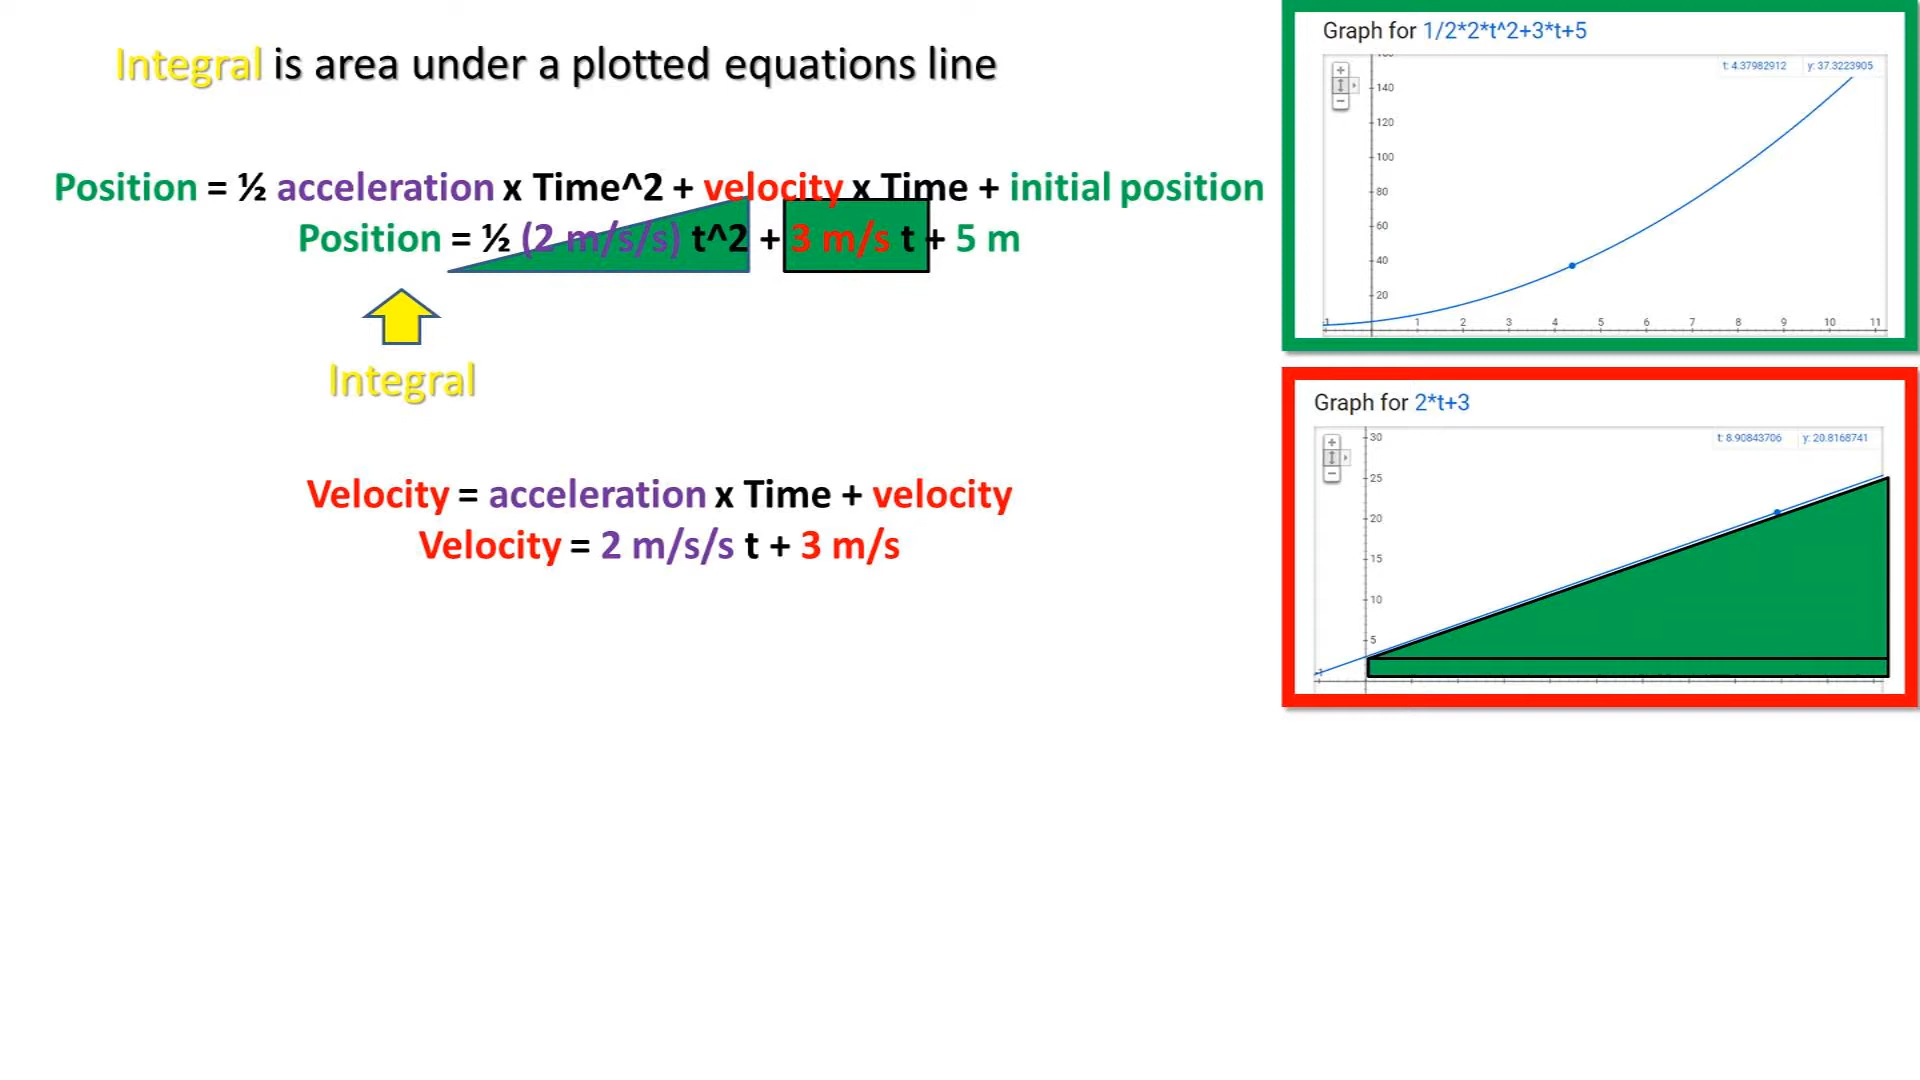 Integral is area under a plotted equations line
Position = ½ acceleration x Time^2 + velocity x Time + initial position
Position = ½ (2 m/s/s) t^2 + 3 m/s t + 5 m
Integral
Velocity = acceleration x Time + velocity
Velocity = 2 m/s/s t + 3 m/s
Graph for 1/2*2*t^2+3*t+5
t: 4.37982912 y: 37.3223905
140
120
100
80
60
40
20
-1 1 2 3 4 5 6 7 8 9 10 11
Graph for 2*t+3
t: 8.90843706 y: 20.8168741
30
25
20
15
10
5
-1